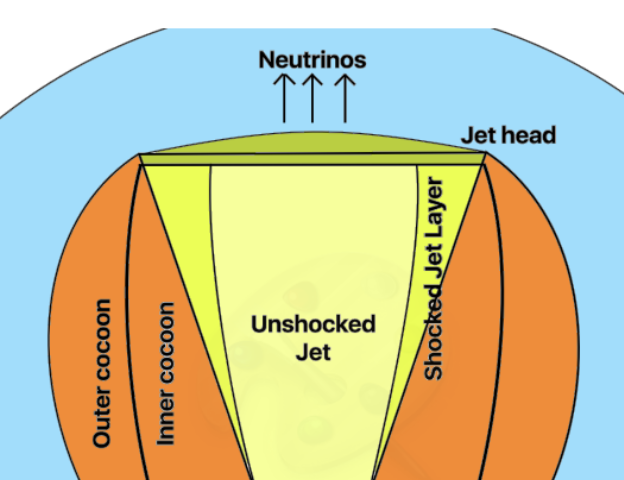 Neutrinos
Jet head
Shocked Jet Layer
Unshocked
Jet
Outer cocoon
Inner cocoon